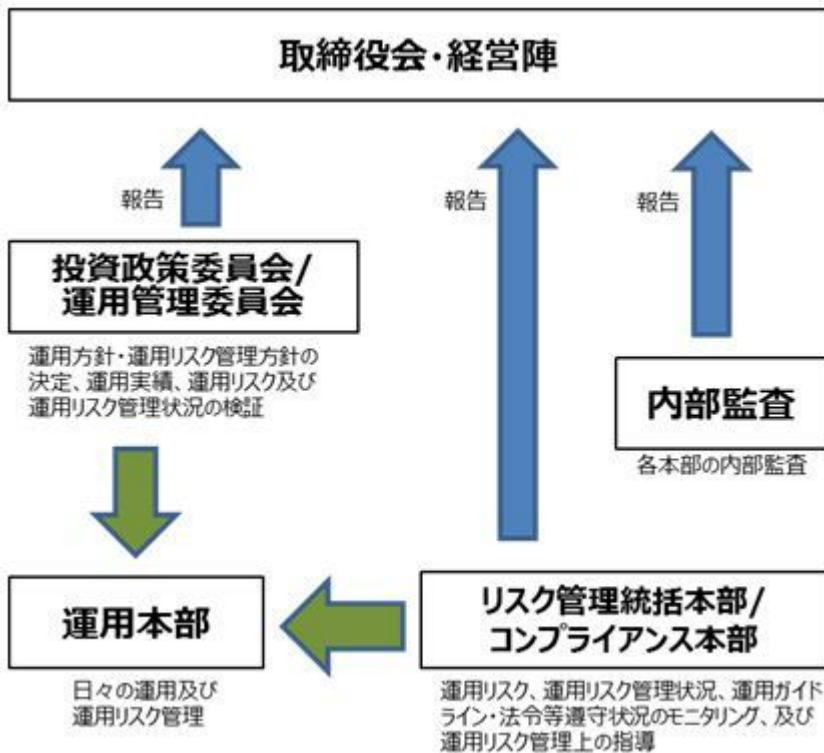 取締役会・経営陣
報告
報告
報告
投資政策委員会/
運用管理委員会
運用方針・運用リスク管理方針の
決定、運用実績、運用リスク及び
運用リスク管理状況の検証
内部監査
各本部の内部監査
運用本部
日々の運用及び
運用リスク管理
リスク管理統括本部/
コンプライアンス本部
運用リスク、運用リスク管理状況、運用ガイド
ライン・法令等遵守状況のモニタリング、及び
運用リスク管理上の指導